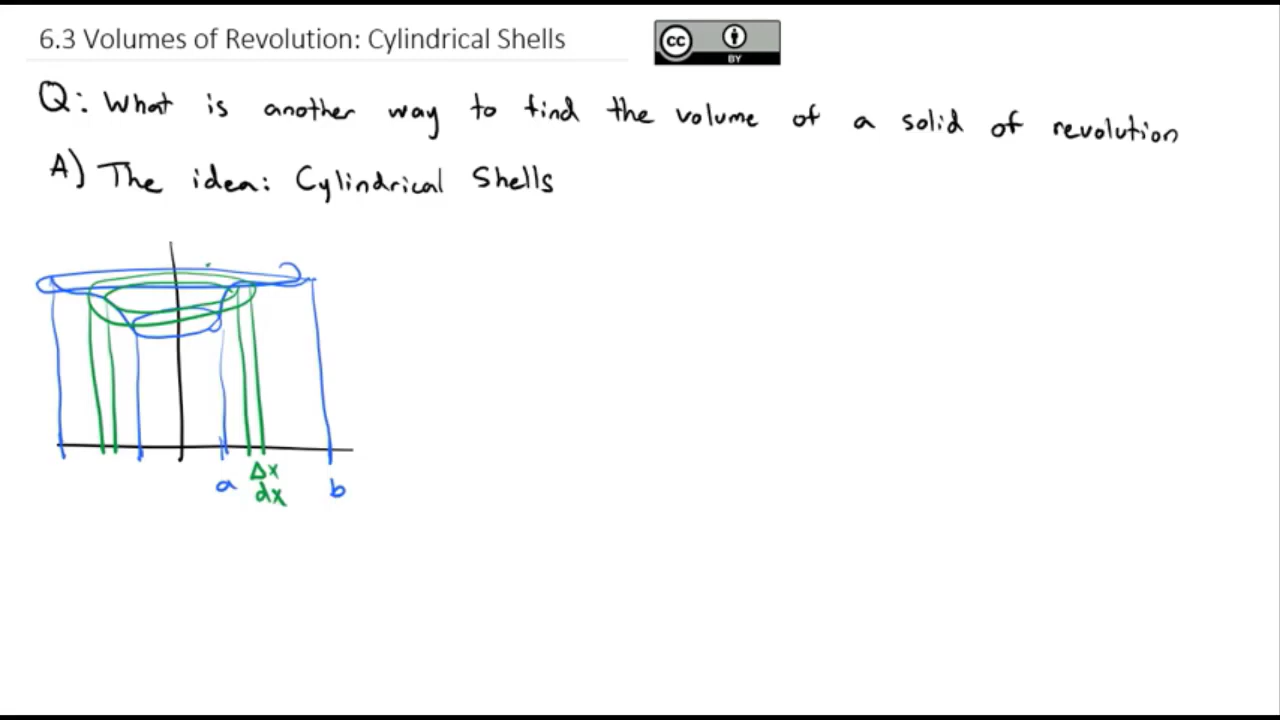 6.3 Volumes of Revolution: Cylindrical Shells
cc BY
Q: What is another way to find the volume of a solid of revolution
A) The idea: Cylindrical Shells
Δx
a dx b